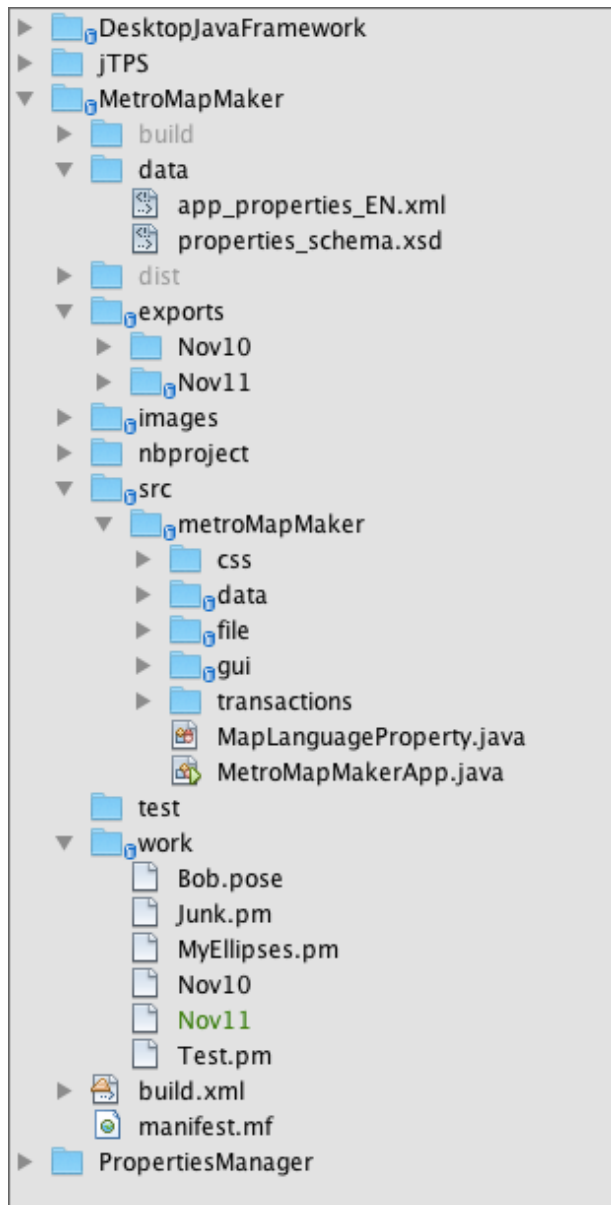 DesktopJavaFramework
jTPS
MetroMapMaker
build
data
app_properties_EN.xml
properties_schema.xsd
dist
exports
Nov10
Nov11
images
nbproject
src
metroMapMaker
css
data
file
gui
transactions
MapLanguageProperty.java
MetroMapMakerApp.java
test
work
Bob.pose
Junk.pm
MyEllipses.pm
Nov10
Nov11
Test.pm
build.xml
manifest.mf
PropertiesManager